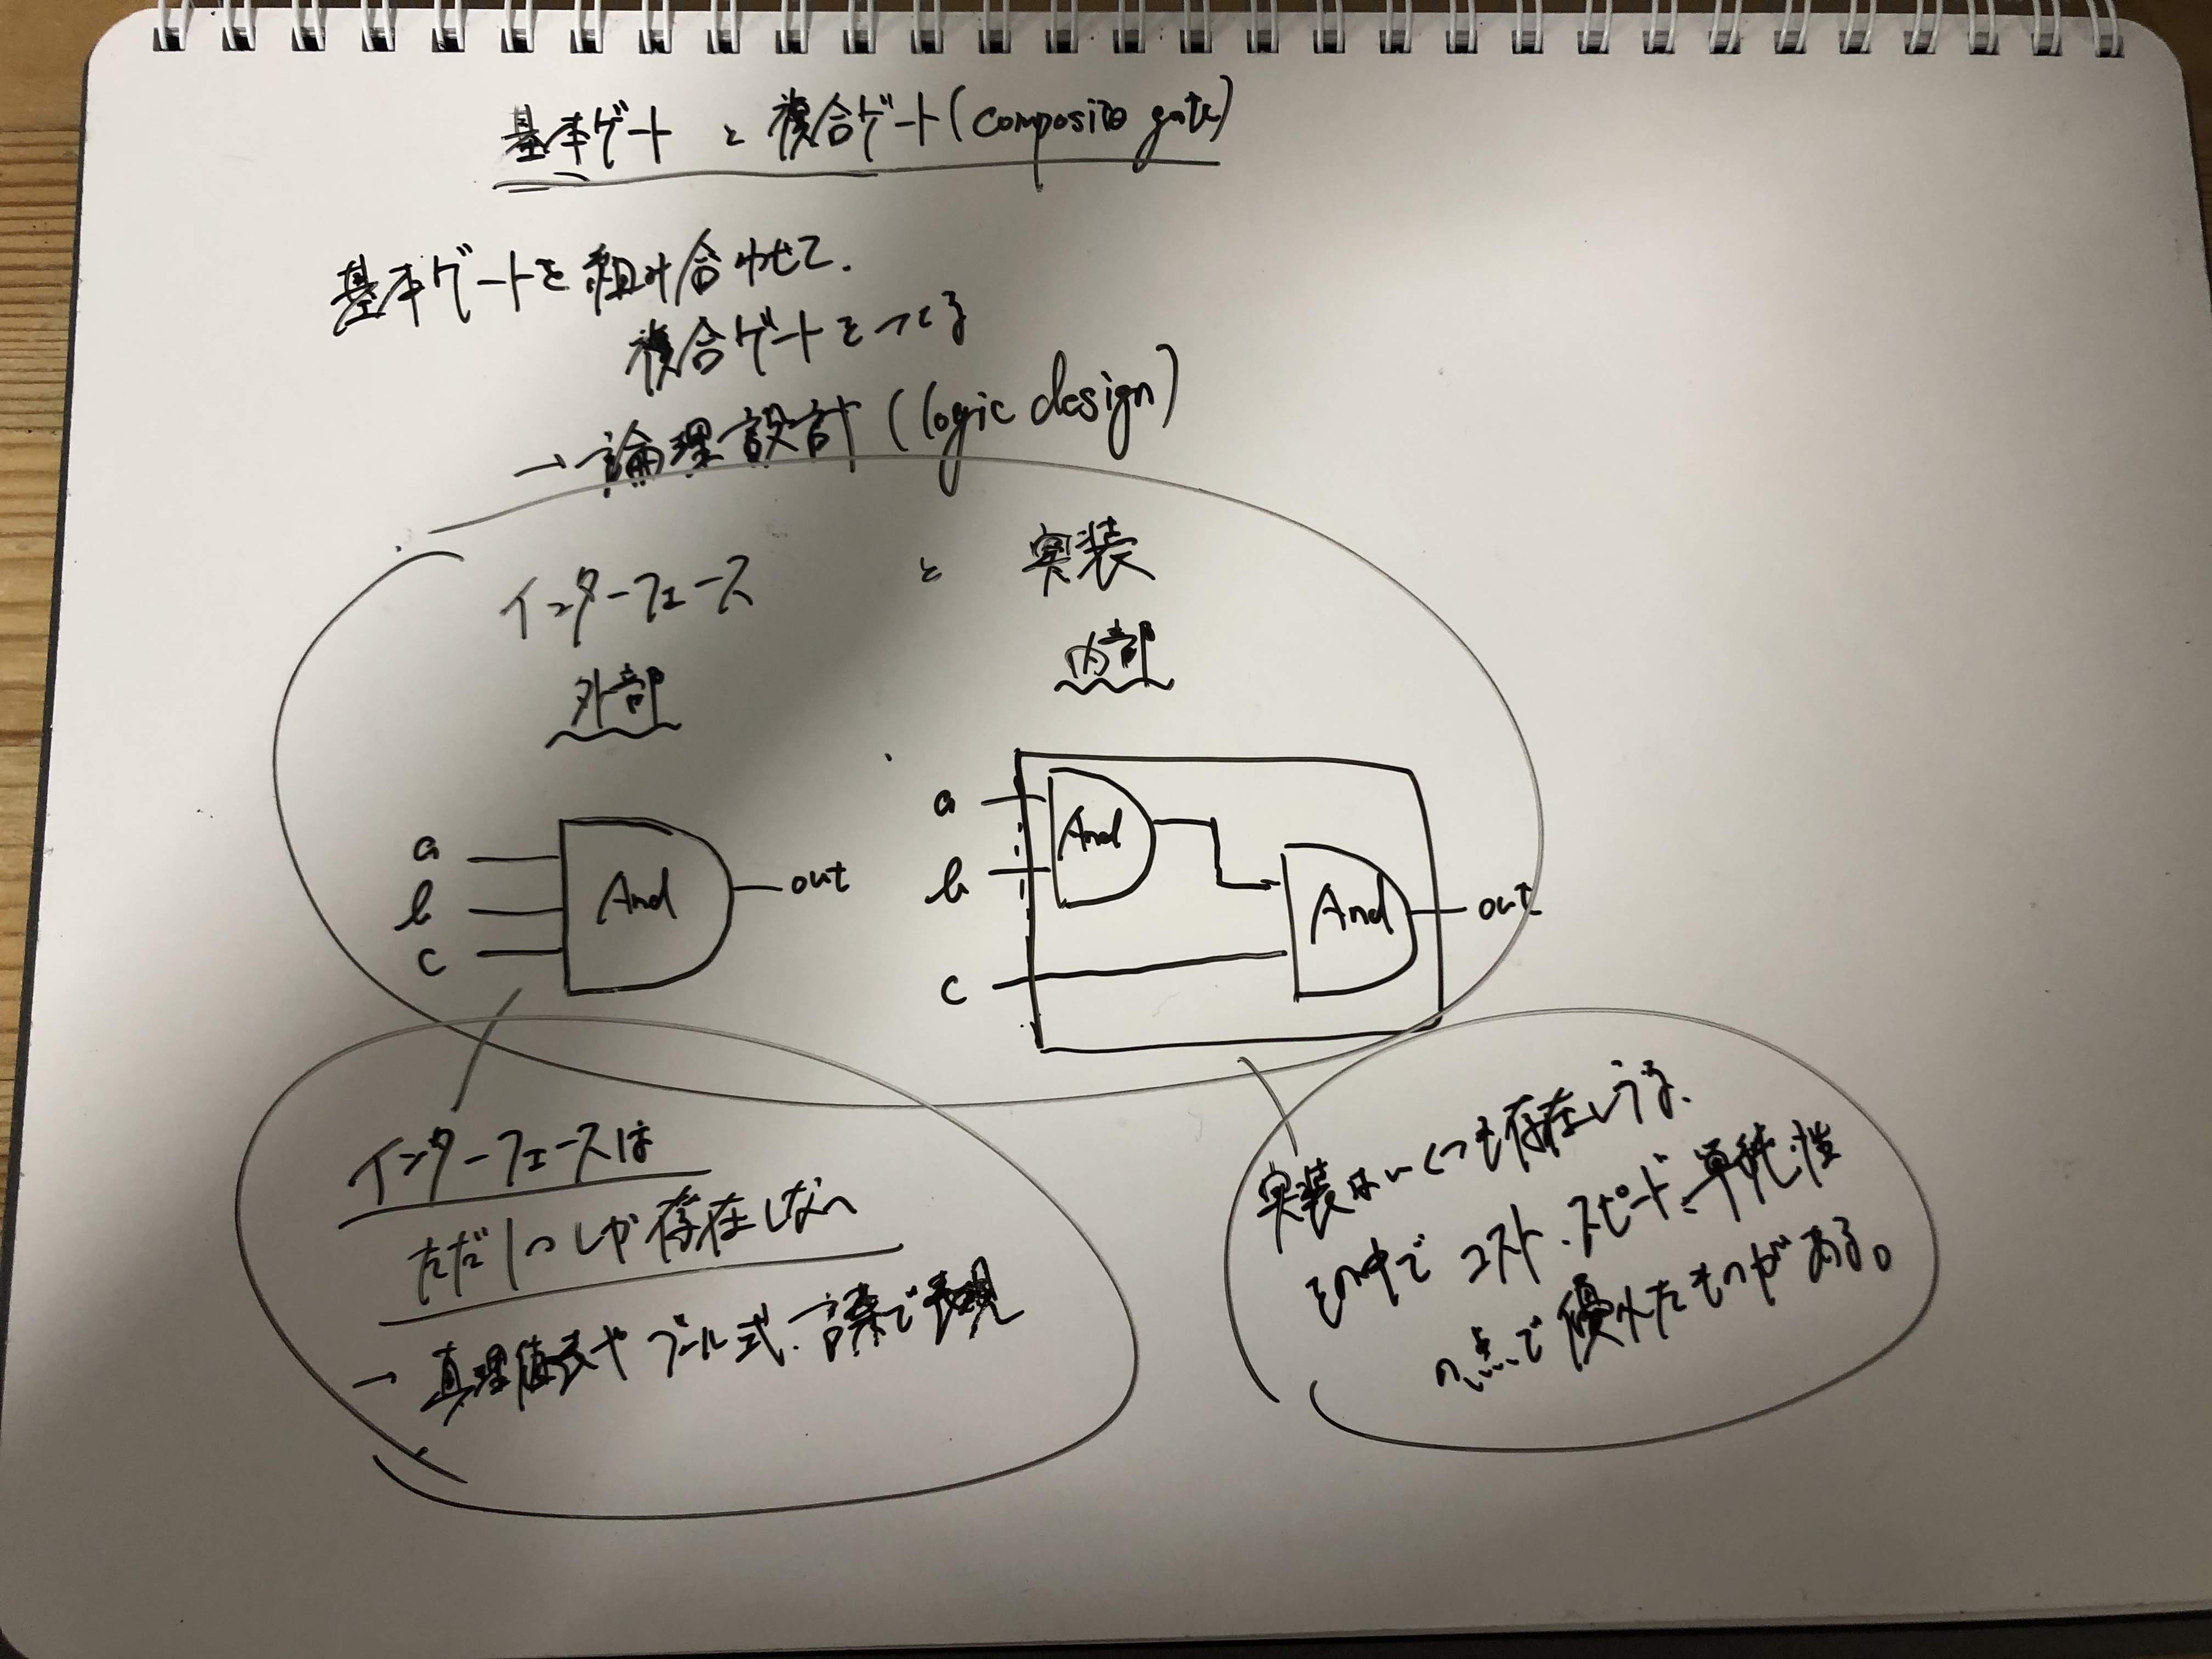 基本ゲート と 複合ゲート(composite gate)
基本ゲートを組み合わせて、
複合ゲートをつくる
→論理設計(logic design)
インターフェース と 実装
外部 内部
a
b
c
And
out
a
b
c
And
And
out
インターフェースは
ただ1つしか存在しない
→ 真理値表やブール式、言葉で表現
実装はいくつも存在しうる、
その中でコスト、スピード、単純性
の点で優れたものがある。